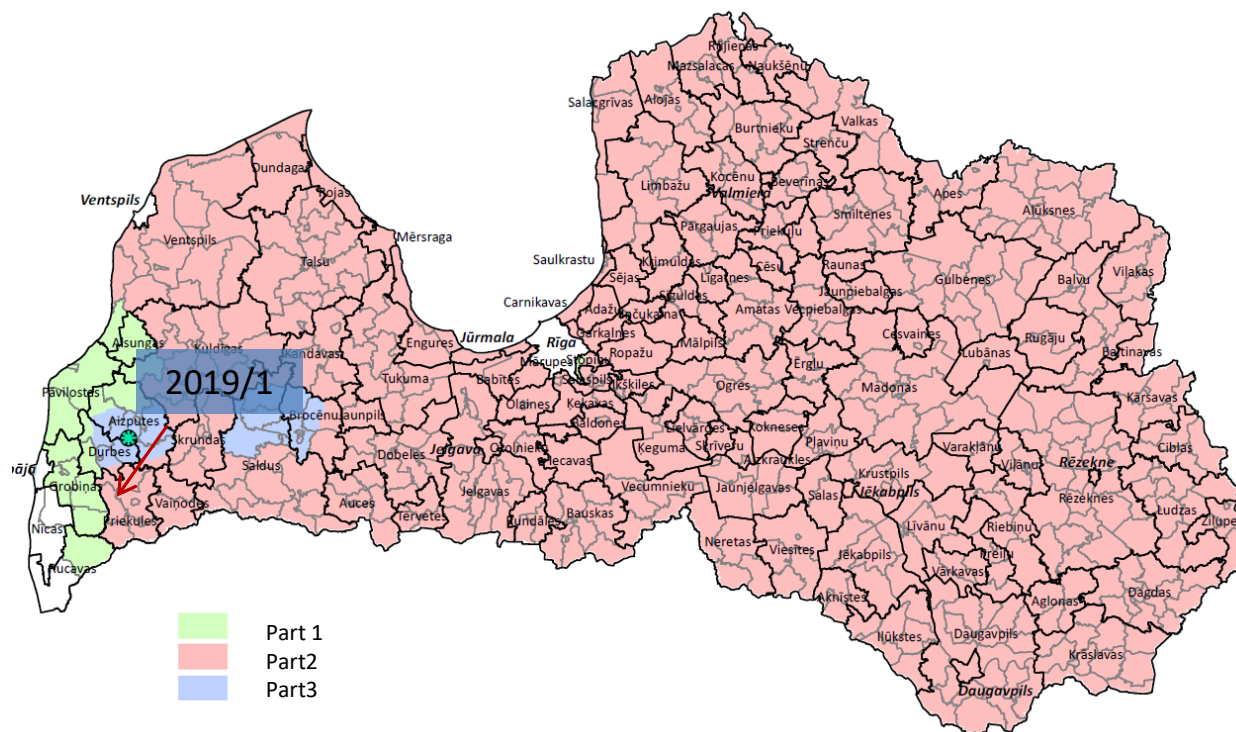 Rūjienas
Mazsalacas
Naukšēnu
Salacgrīvas
Alojas
Valkas
Burtnieku
Strenču
Dundagas
Rojas
Kocēnu
Beverīnas
Limbažu
Valmiera
Apes
Alūksnes
Ventspils
Smiltenes
Pārgaujas
Priekuļu
Ventspils
Mērsraga
Talsu
Saulkrastu
Krimuldas
Cēsu
Raunas
Sējas
Līgatnes
Gulbenes
Balvu
Viļakas
Siguldas
Jaunpiebalgas
Carnikavas
Ādažu
Inčukalna
Amatas
Vecpiebalgas
Alsungas
Kuldīgas
Kandavas
Engures
Jūrmala
Rīga
Garkalnes
Mālpils
Cesvaines
Rugāju
Lubānas
Baltinavas
Mārupes
Stopiņu
Ropažu
Ērgļu
2019/1
Tukuma
Babītes
Salaspils
Ikšķiles
Ogres
Madonas
Pāvilostas
Ķekavas
Kārsavas
Aizputes
Brocēnu
Jaunpils
Olaines
Baldones
Lielvārdes
Kokneses
Durbes
Skrundas
Dobeles
Jelgava
Ozolnieku
Iecavas
Ķeguma
Skrīveru
Pļaviņu
Varakļānu
Ciblas
Saldus
Aizkraukles
Viļānu
Rēzekne
Grobiņas
Krustpils
Priekules
Vaiņodes
Auces
Jelgavas
Vecumnieku
Jaunjelgavas
Salas
Jēkabpils
Rēzeknes
Nīcas
Tērvetes
Rundāles
Bauskas
Līvānu
Riebiņu
Ludzas
Zilupes
Neretas
Viesītes
Jēkabpils
Preiļu
Rucavas
Vārkavas
Aknīstes
Aglonas
Dagdas
Ilūkstes
Daugavpils
Krāslavas
Daugavpils
Part 1
Part2
Part3